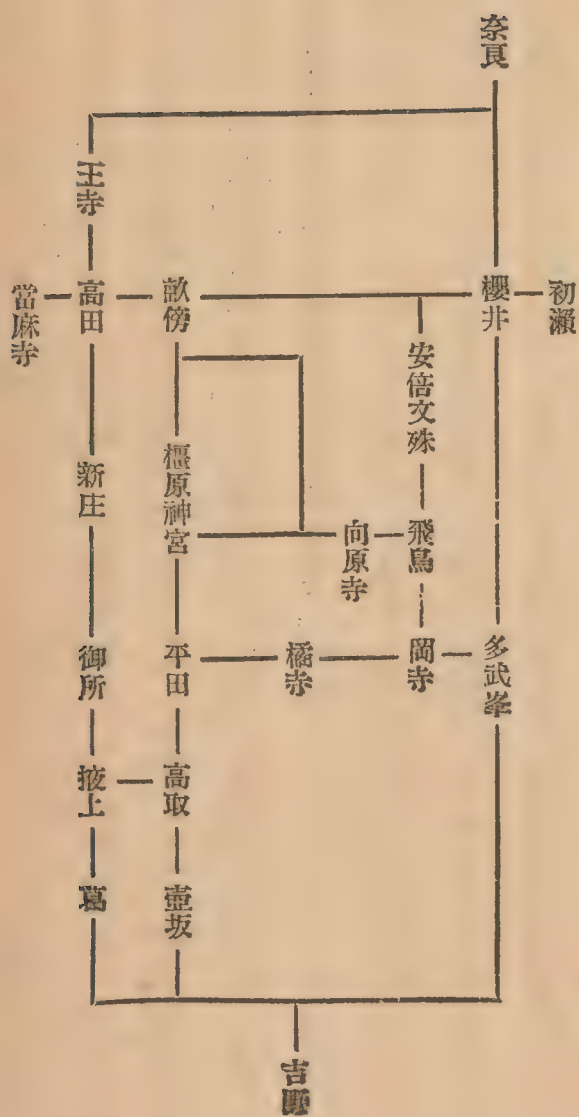 奈良
初瀬
櫻井
多武峯
安倍文殊
飛鳥
岡寺
向原寺
橘寺
吉野
畝傍
橿原神宮
平田
高取
壺坂
王寺
高田
新庄
御所
掖上
葛
當麻寺